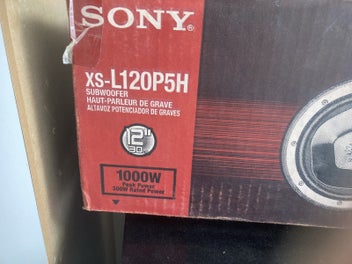 SONY®
XS-L120P5H
SUBWOOFER
HAUT-PARLEUR DE GRAVE
ALTAVOZ POTENCIADOR DE GRAVES
12"
30
1000W
Peak Power
300W Rated Power